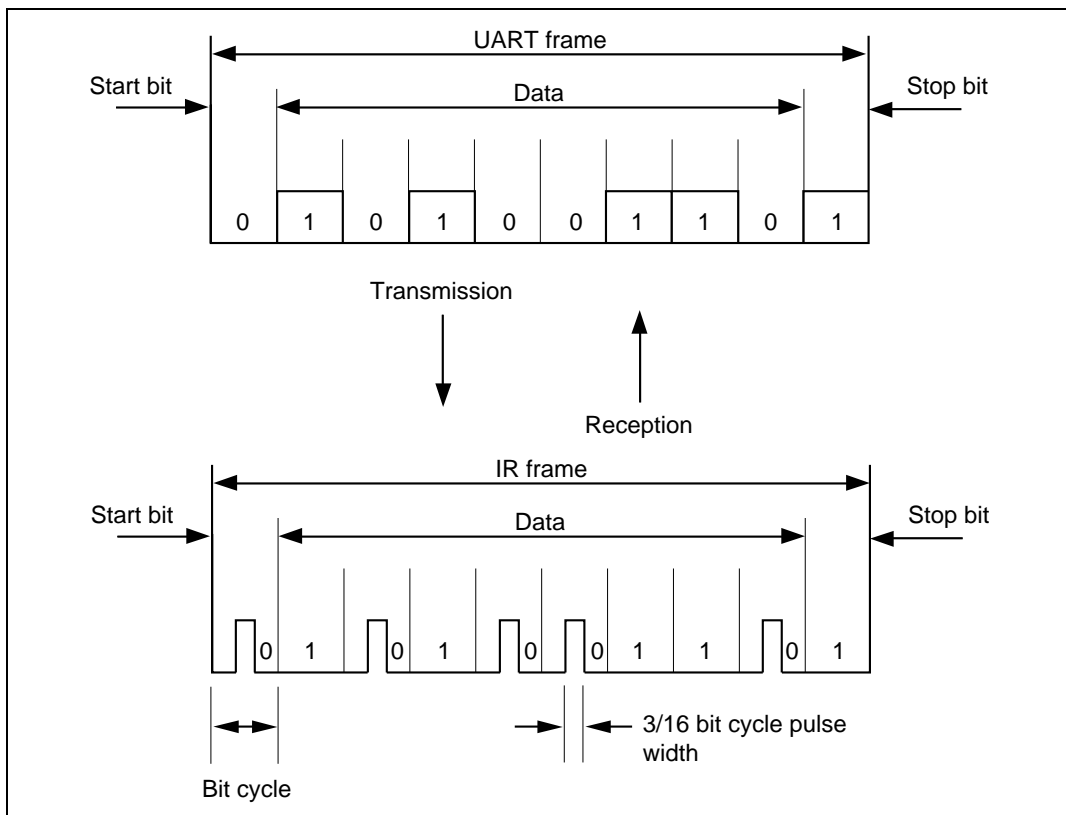 UART frame
Start bit
Stop bit
Data
0 1 0 1 0 0 1 1 0 1
Transmission
Reception
IR frame
Start bit
Stop bit
Data
0 1 0 1 0 0 1 1 0 1
3/16 bit cycle pulse
width
Bit cycle